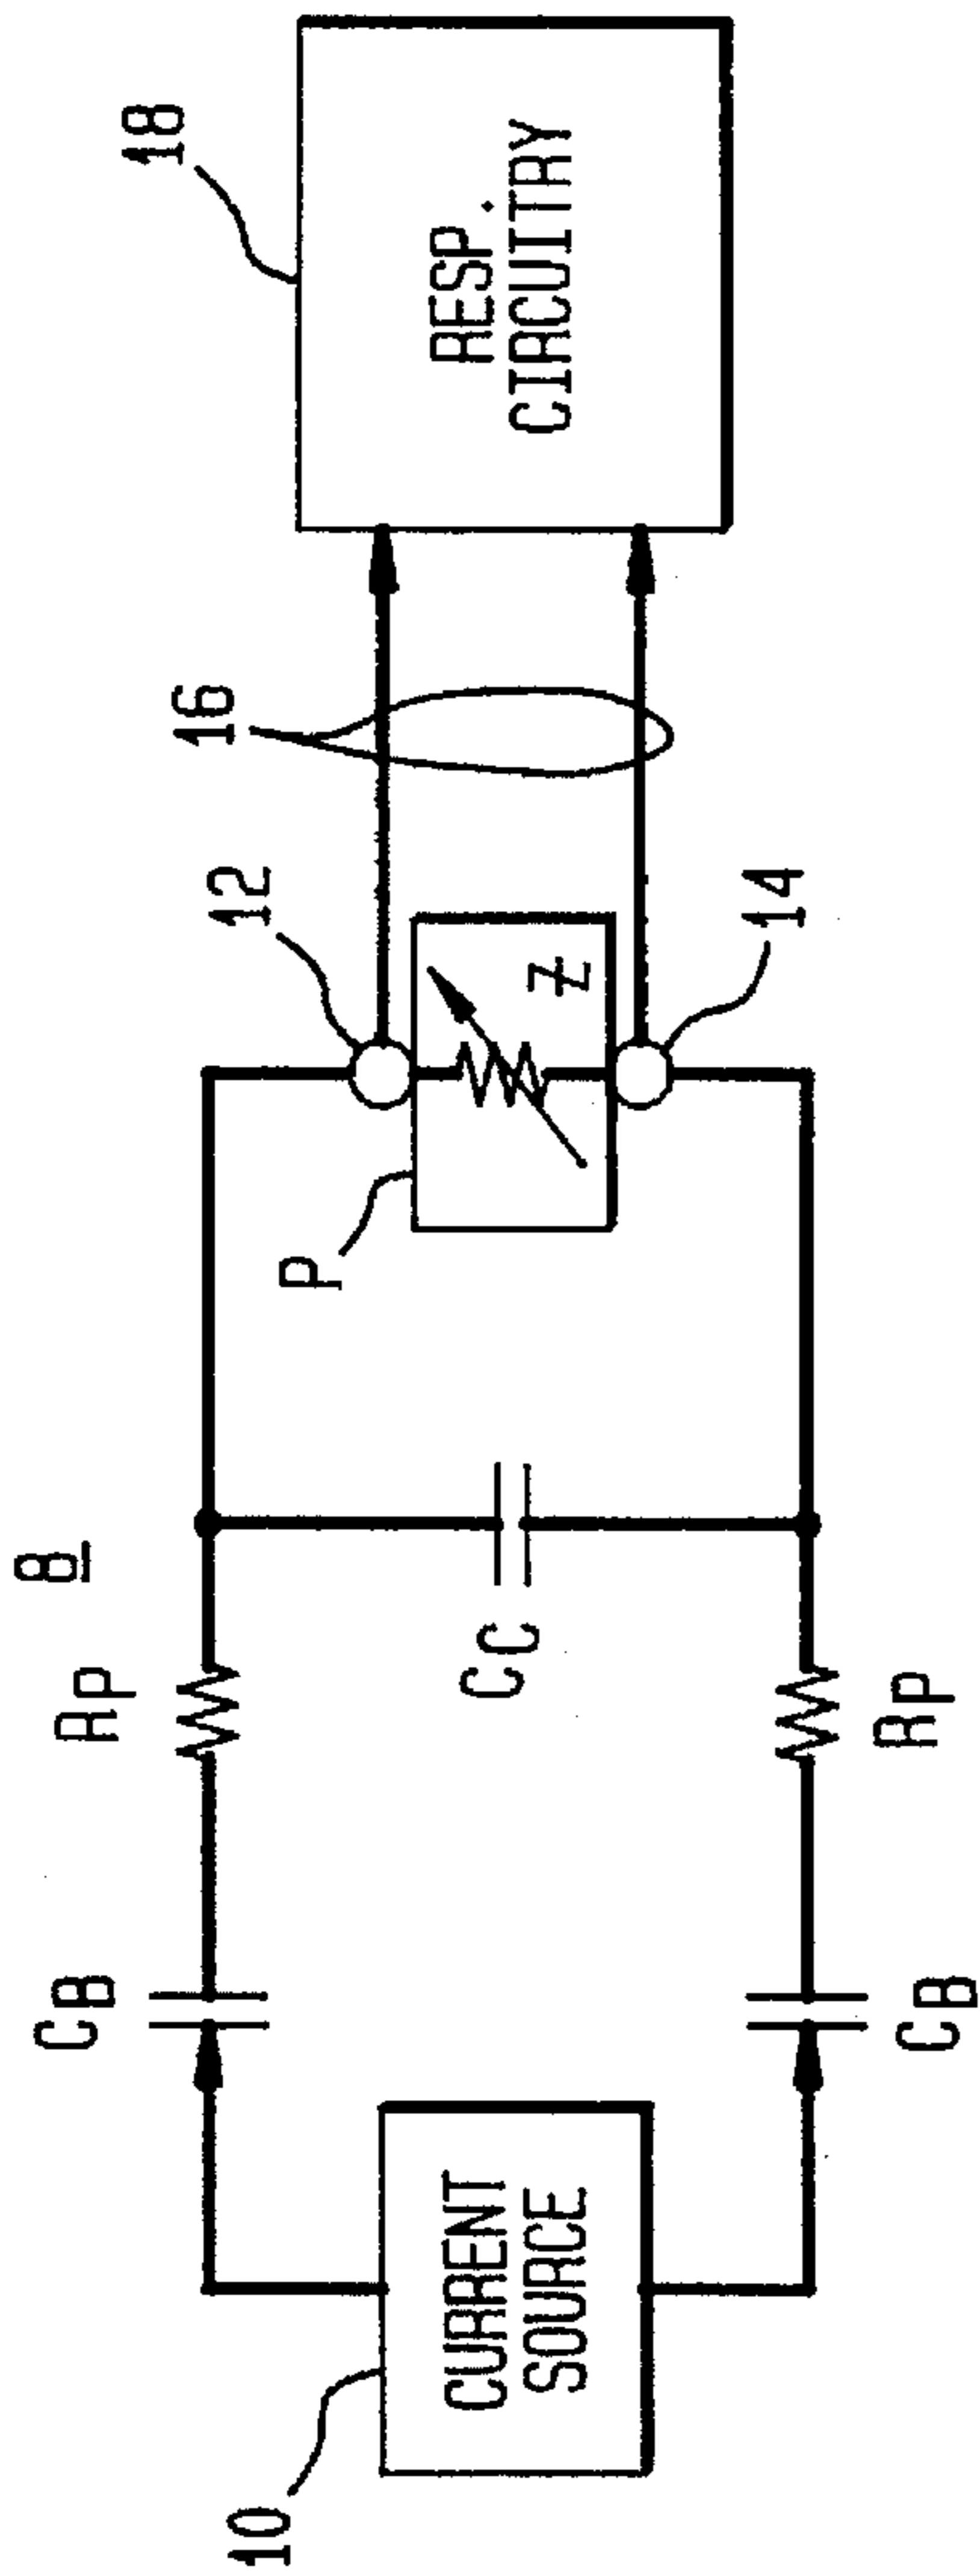 8
CB
RP
12
16
18
10
CURRENT
SOURCE
CC
P
Z
RESP.
CIRCUITRY
14
CB
RP